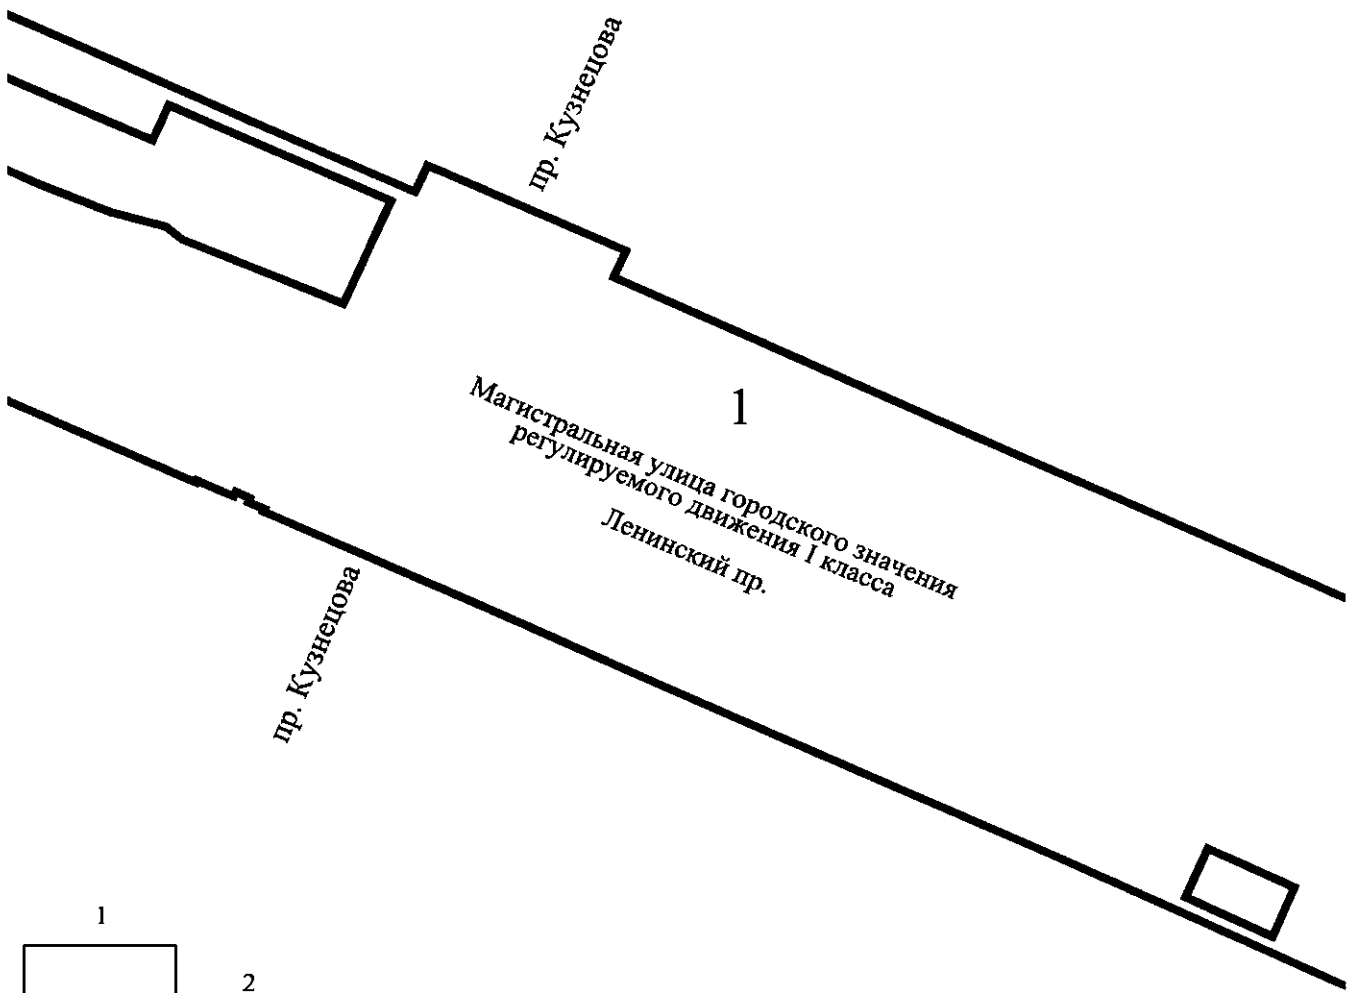 пр. Кузнецова
1
Магистральная улица городского значения
регулируемого движения I класса
Ленинский пр.
пр. Кузнецова
1
2